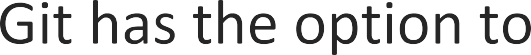 Git has the option to